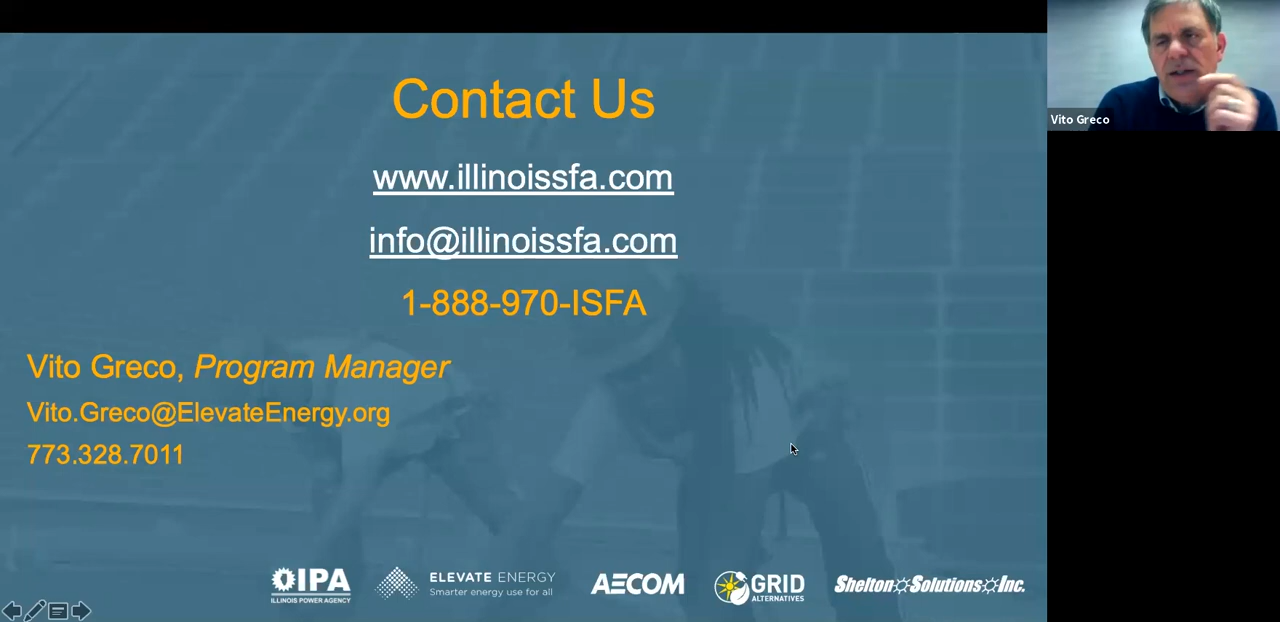 Contact Us
www.illinoissfa.com
info@illinoissfa.com
1-888-970-ISFA
Vito Greco, Program Manager
Vito.Greco@ElevateEnergy.org
773.328.7011
IPA
ILLINOIS POWER AGENCY
ELEVATE ENERGY
Smarter energy use for all
AECOM
GRID
ALTERNATIVES
Shelton Solutions Inc.
Vito Greco